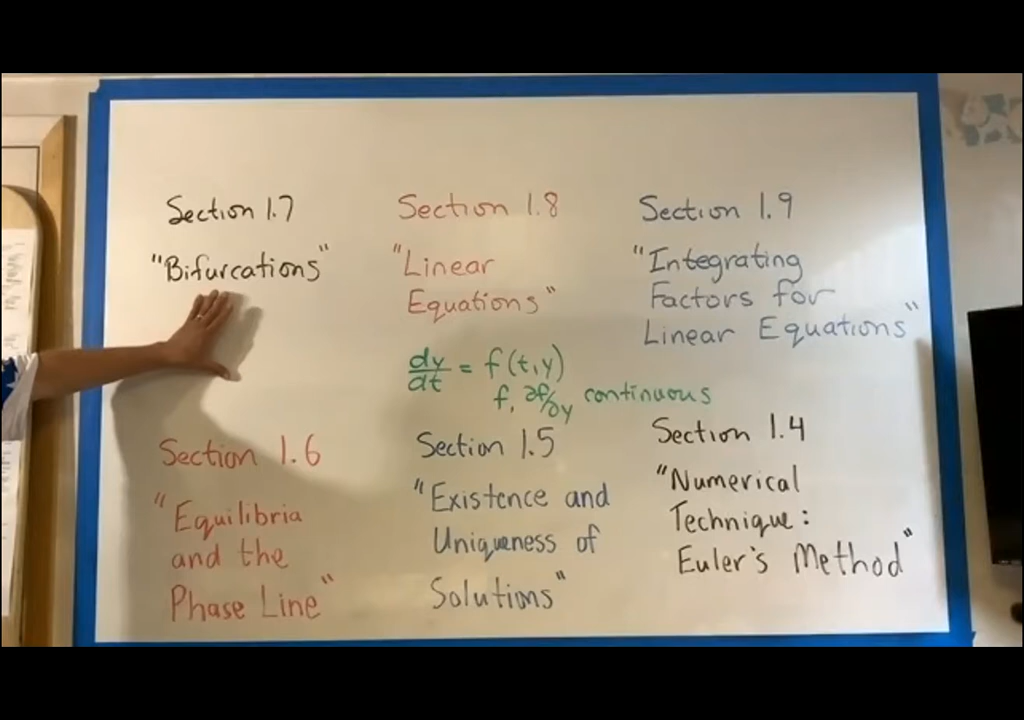 Section 1.7
"Bifurcations"
Section 1.8
"Linear
Equations"
dy/dt = f(t,y)
f, ∂f/∂y continuous
Section 1.9
"Integrating
Factors for
Linear Equations"
Section 1.6
"Equilibria
and the
Phase Line"
Section 1.5
"Existence and
Uniqueness of
Solutions"
Section 1.4
"Numerical
Technique:
Euler's Method"